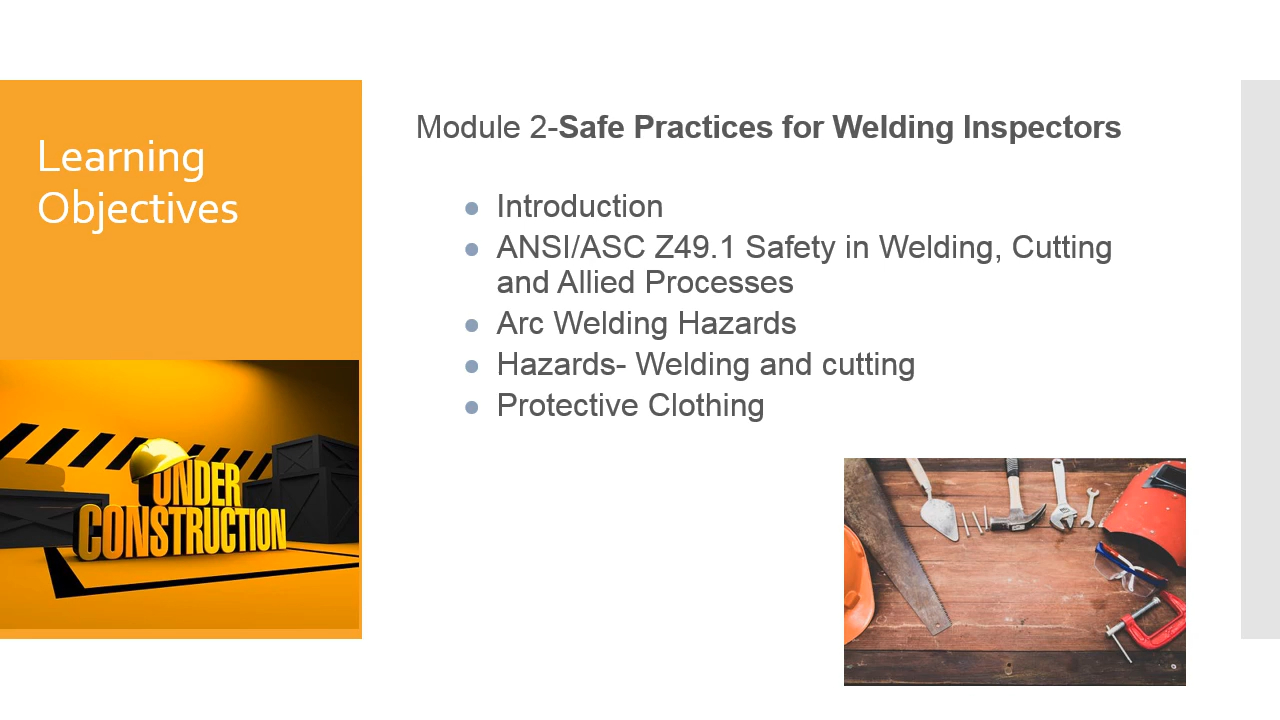 Learning
Objectives
Module 2-Safe Practices for Welding Inspectors
Introduction
ANSI/ASC Z49.1 Safety in Welding, Cutting
and Allied Processes
Arc Welding Hazards
Hazards- Welding and cutting
Protective Clothing
UNDER
CONSTRUCTION